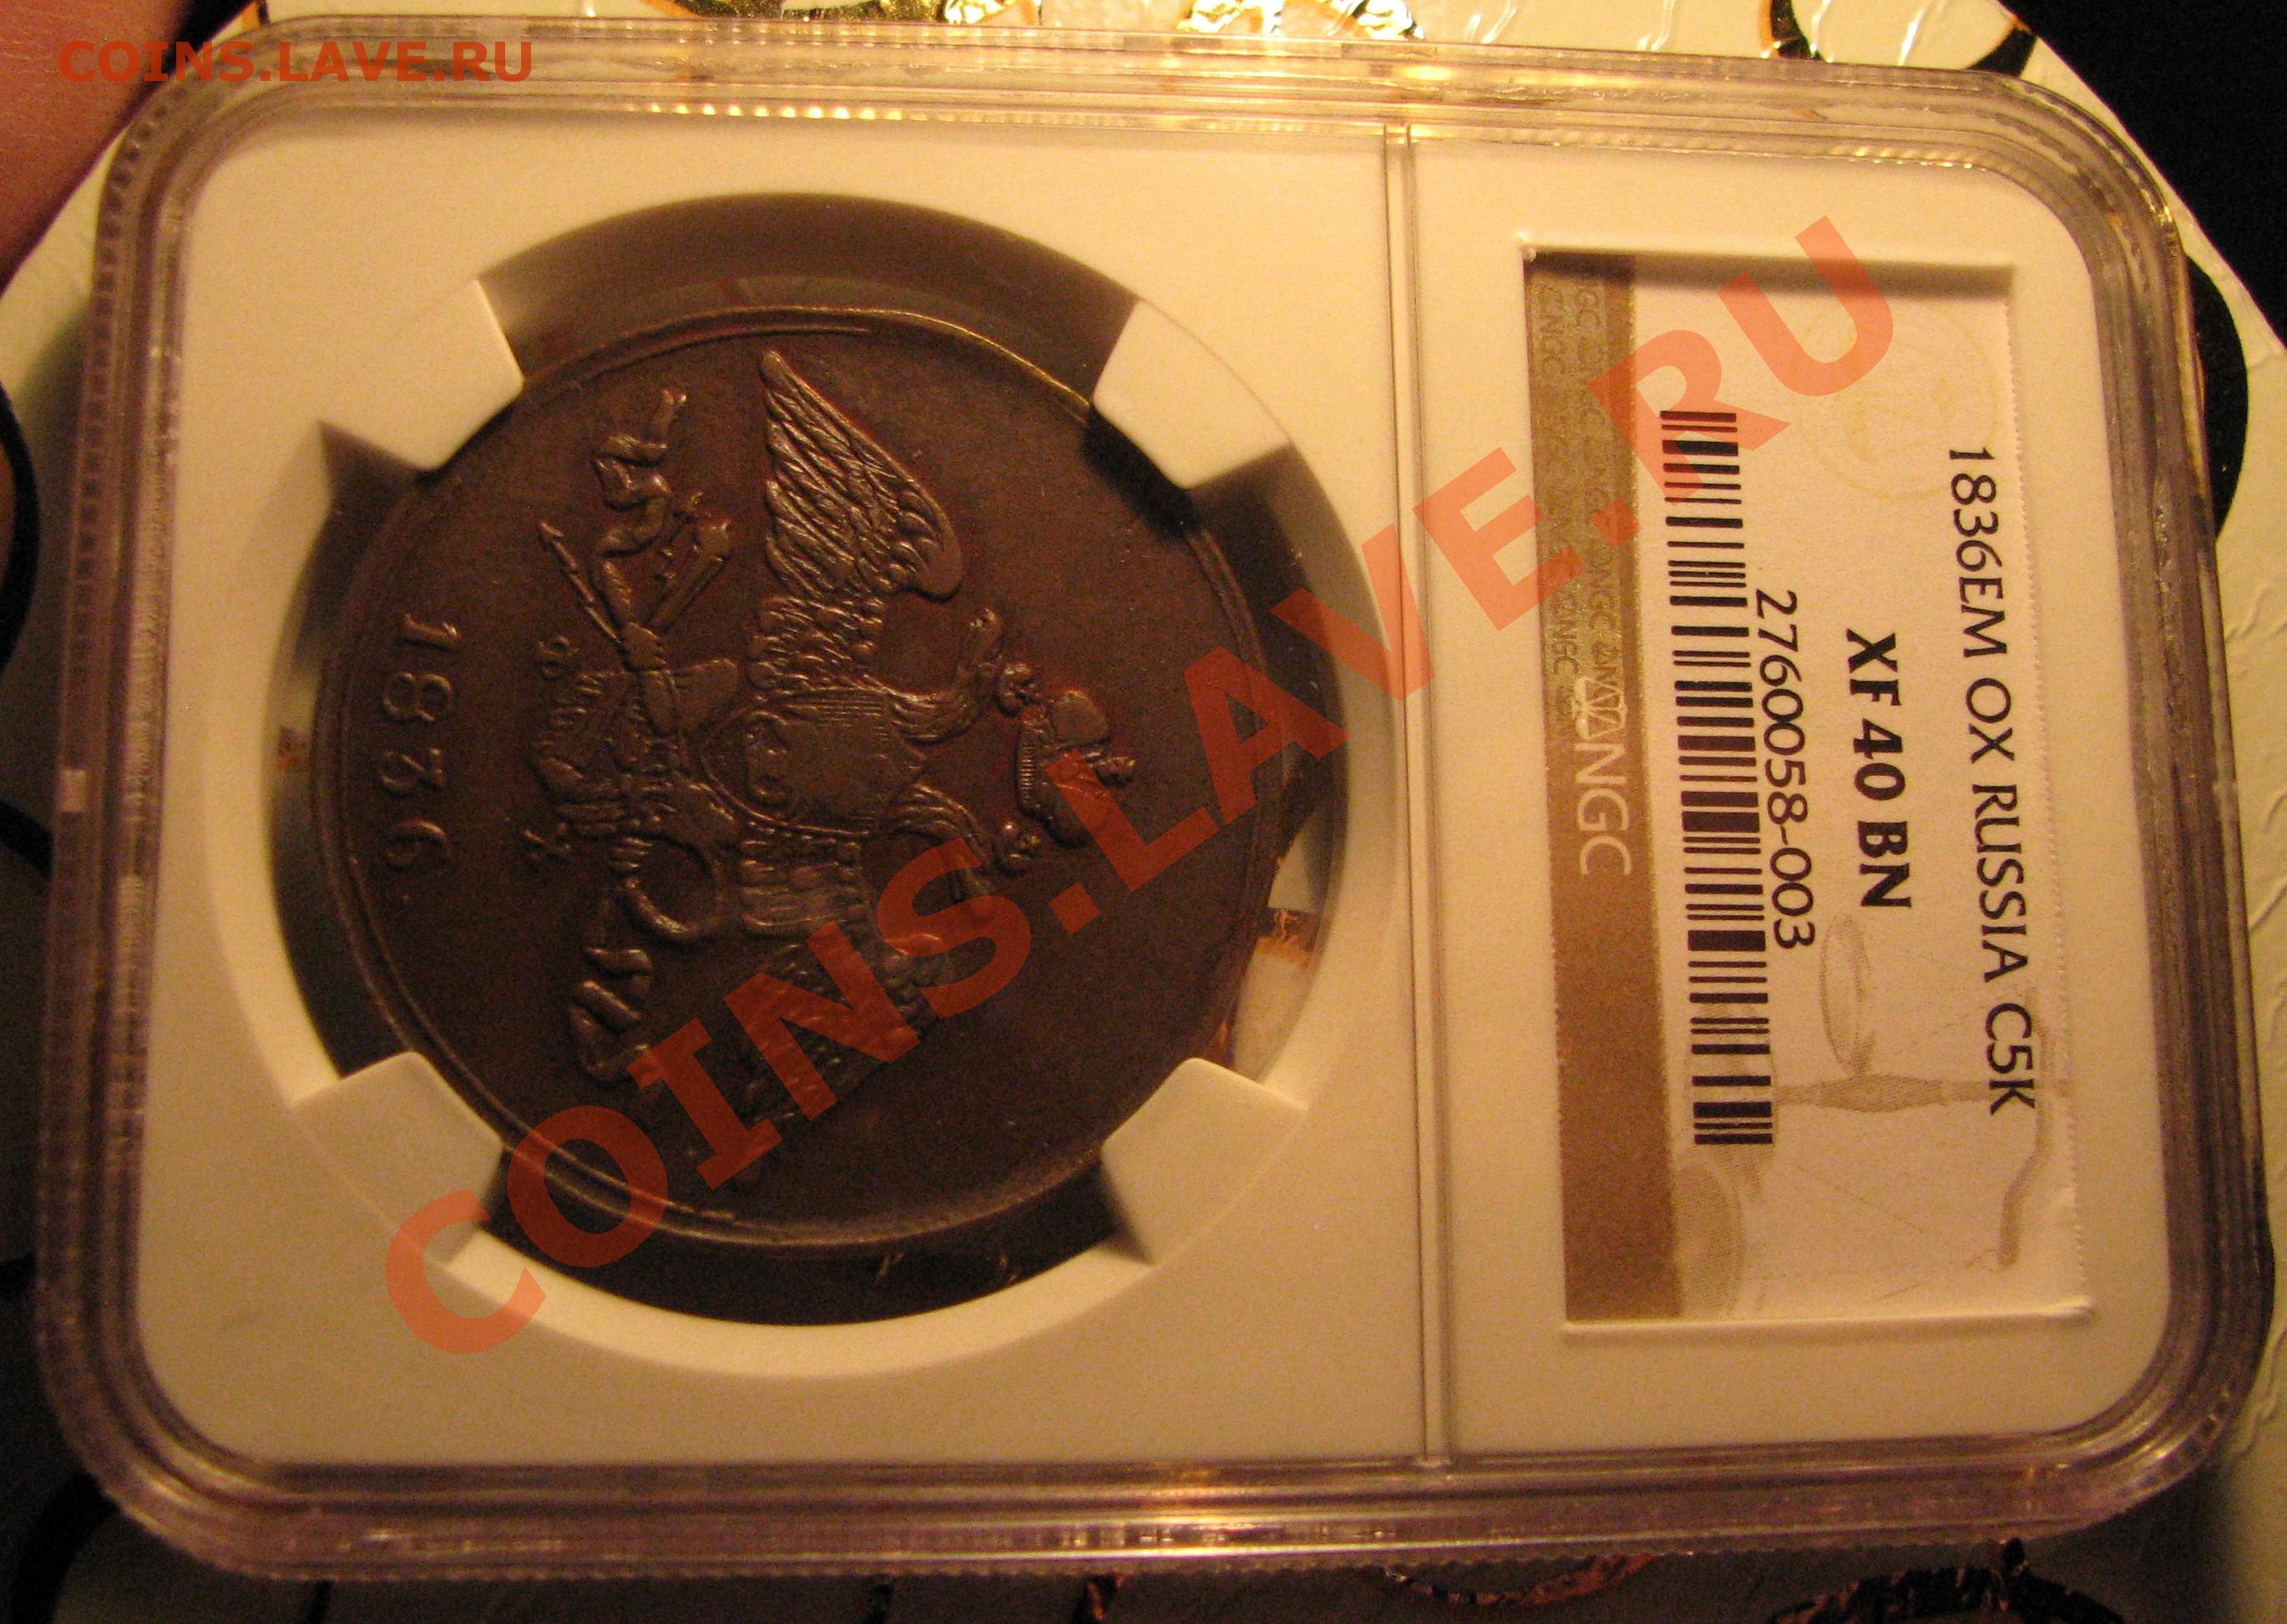 COINS.LAVE.RU
1836EM OX RUSSIA C5K
XF 40 BN
2760058-003
NGC
1836
COINS.LAVE.RU